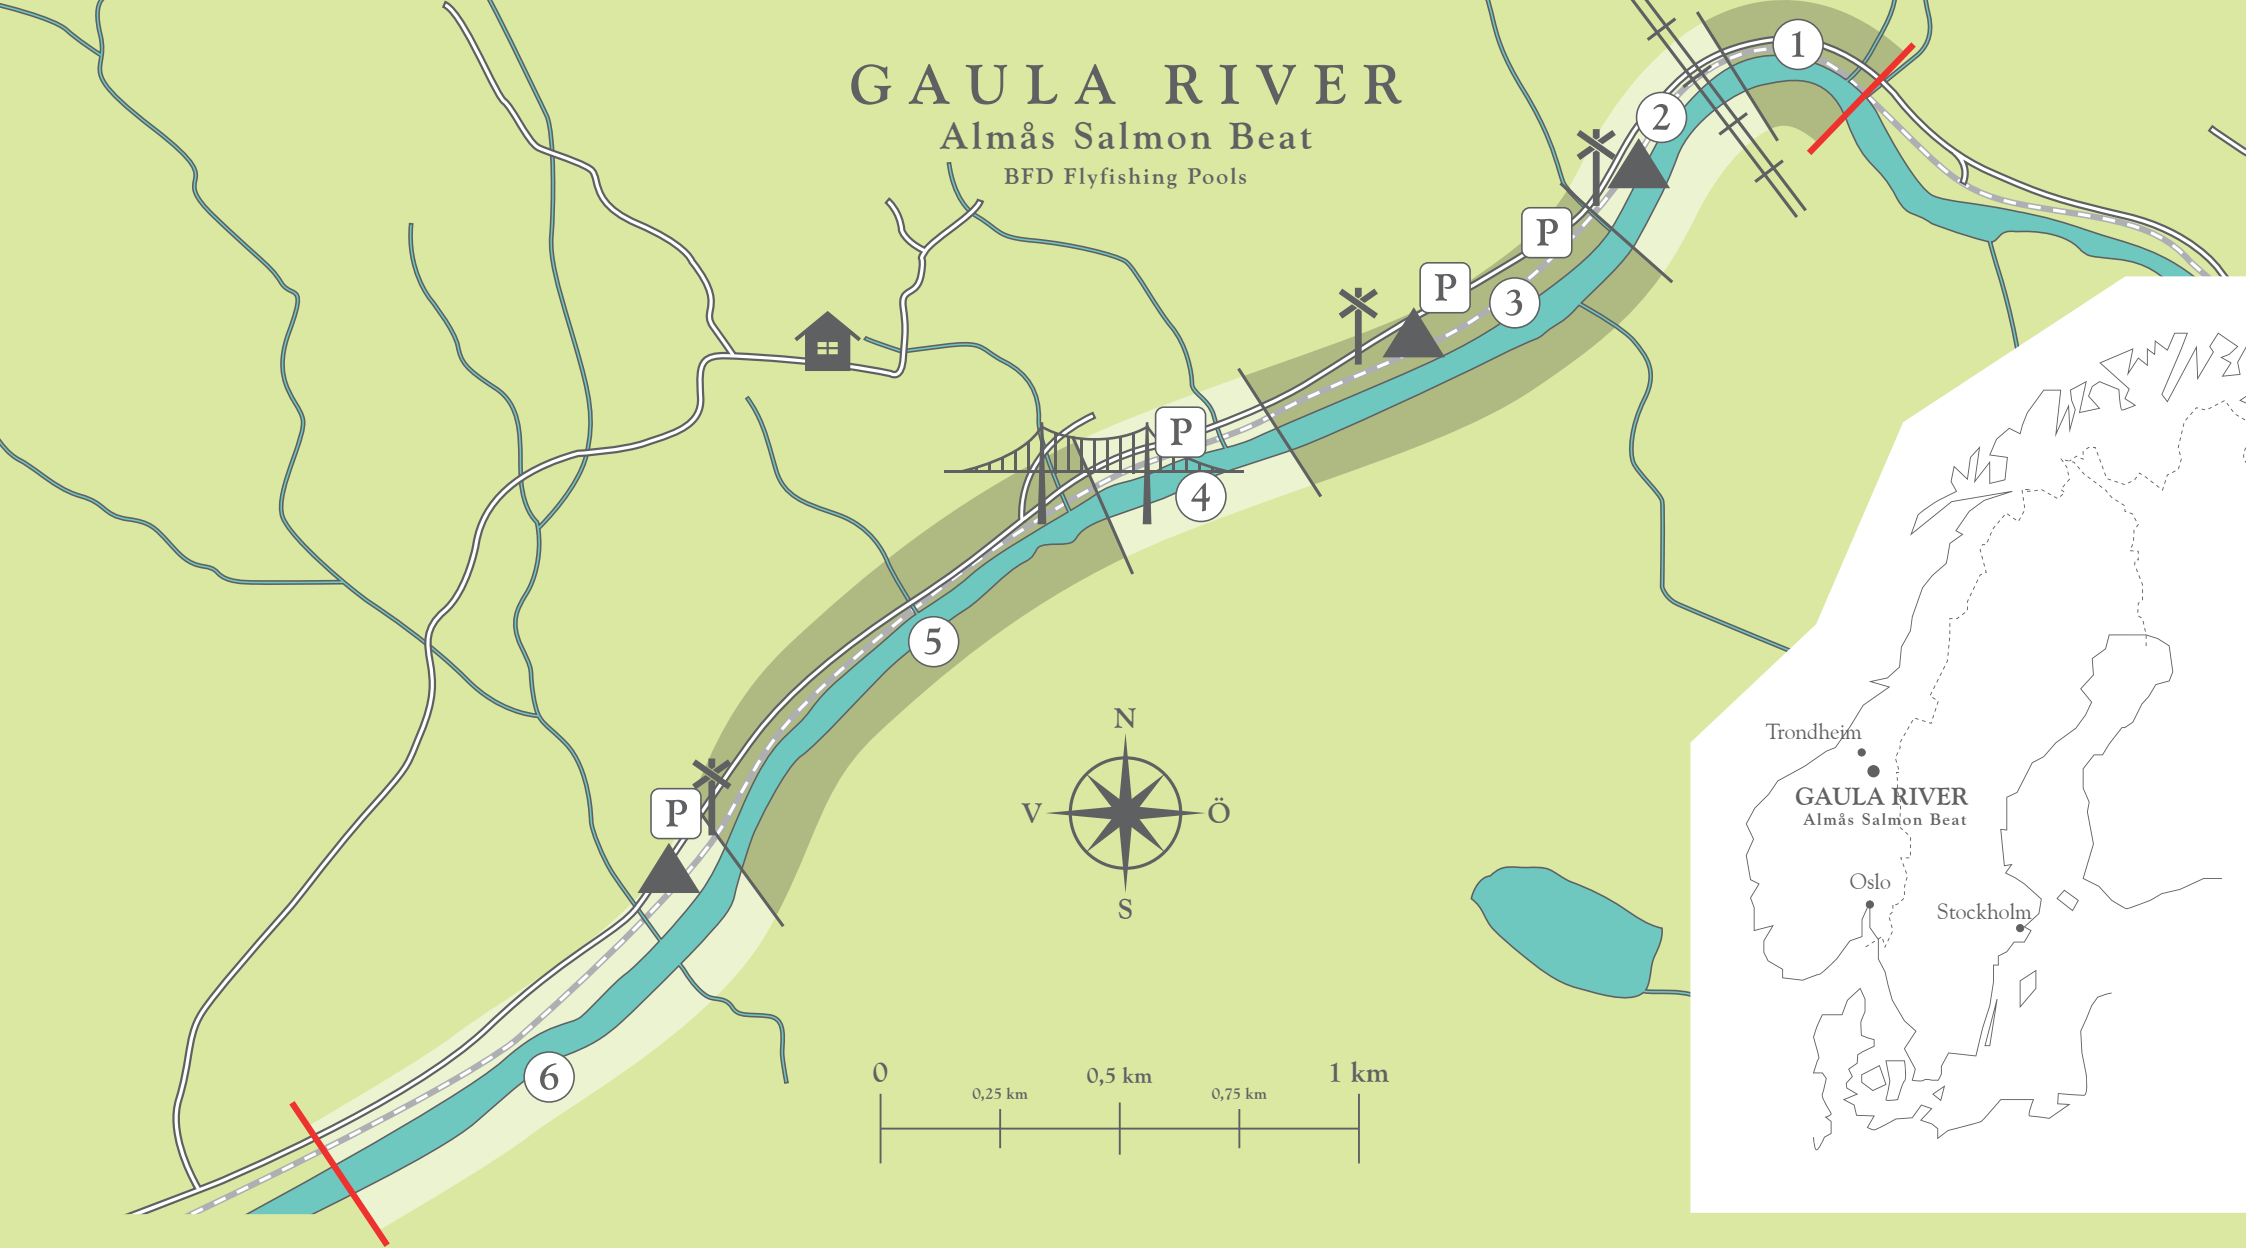 GAULA RIVER
Almås Salmon Beat
BFD Flyfishing Pools
1
2
P
P
3
P
4
5
P
6
N
V
Ö
S
0
0,25 km
0,5 km
0,75 km
1 km
Trondheim
GAULA RIVER
Almås Salmon Beat
Oslo
Stockholm